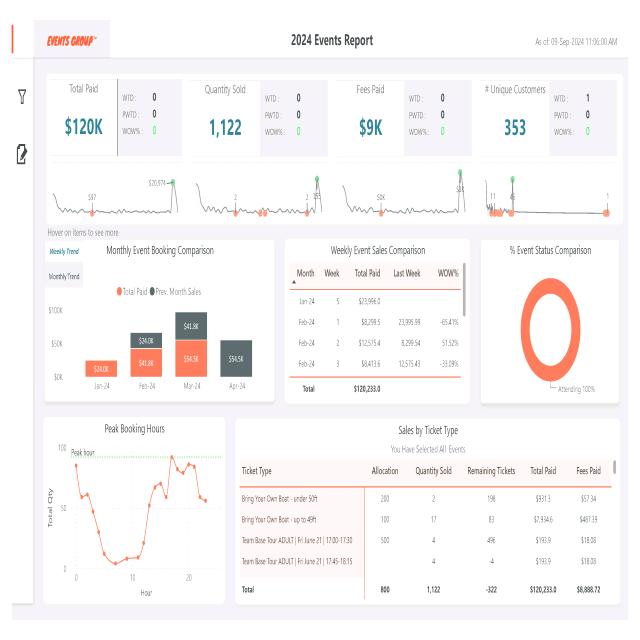 EVENTS GROUP
2024 Events Report
As of: 09-Sep-2024 11:06:00 AM
Total Paid
$120K
WTD : 0
PWTD : 0
WOW% : 0
Quantity Sold
1,122
WTD : 0
PWTD : 0
WOW% : 0
Fees Paid
$9K
WTD : 0
PWTD : 0
WOW% : 0
# Unique Customers
353
WTD : 1
PWTD : 0
WOW% : 0
$97
$20,974
2
2
$0K
1
Hover on items to see more
Weekly Trend
Monthly Trend
Monthly Event Booking Comparison
Total Paid Prev. Month Sales
$100K
$50K
$0K
$24.0K
$24.0K
$41.8K
$41.8K
$54.5K
$54.5K
Jan-24 Feb-24 Mar-24 Apr-24
Weekly Event Sales Comparison
Month Week Total Paid Last Week WOW%
Jan-24 5 $23,996.0
Feb-24 1 $8,299.5 23,995.99 -65.41%
Feb-24 2 $12,575.4 8,299.54 51.52%
Feb-24 3 $8,413.6 12,575.43 -33.09%
Total $120,233.0
% Event Status Comparison
Attending 100%
Peak Booking Hours
Peak hour
100
50
0
Total Qty
0 10 20
Hour
Sales by Ticket Type
You Have Selected All Events
Ticket Type Allocation Quantity Sold Remaining Tickets Total Paid Fees Paid
Bring Your Own Boat - under 50ft 200 2 198 $931.3 $57.34
Bring Your Own Boat - up to 49ft 100 17 83 $7,934.6 $487.39
Team Base Tour ADULT | Fri June 21 | 17:00-17:30 500 4 496 $193.9 $18.08
Team Base Tour ADULT | Fri June 21 | 17:45-18:15 4 -4 $193.9 $18.08
Total 800 1,122 -322 $120,233.0 $8,888.72